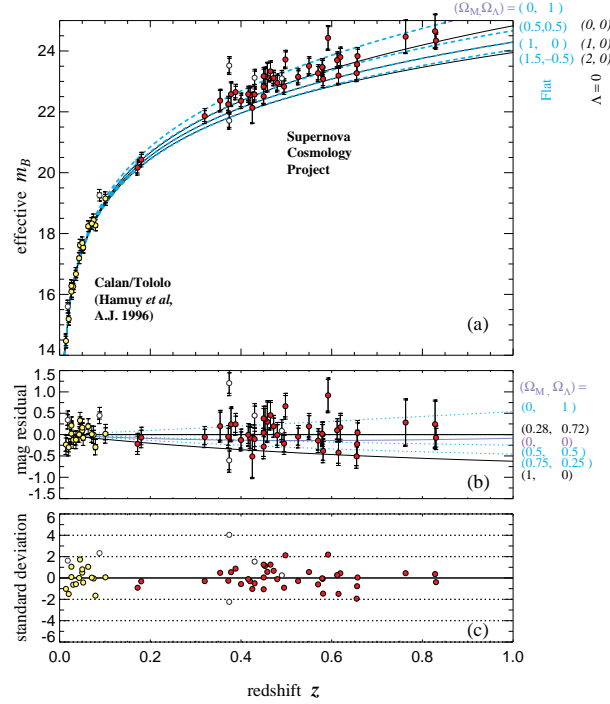 (Ω_M,Ω_Λ) = ( 0, 1 )
(0.5,0.5) (0, 0)
( 1, 0 ) (1, 0)
(1.5,–0.5) (2, 0)
Flat
Λ = 0
24
22
20
18
16
14
effective m_B
Supernova
Cosmology
Project
Calan/Tololo
(Hamuy et al,
A.J. 1996)
(a)
1.5
1.0
0.5
0.0
-0.5
-1.0
-1.5
mag residual
(Ω_M , Ω_Λ) =
(0, 1)
(0.28, 0.72)
(0, 0)
(0.5, 0.5 )
(0.75, 0.25 )
(1, 0)
(b)
6
4
2
0
-2
-4
-6
standard deviation
(c)
0.0 0.2 0.4 0.6 0.8 1.0
redshift z